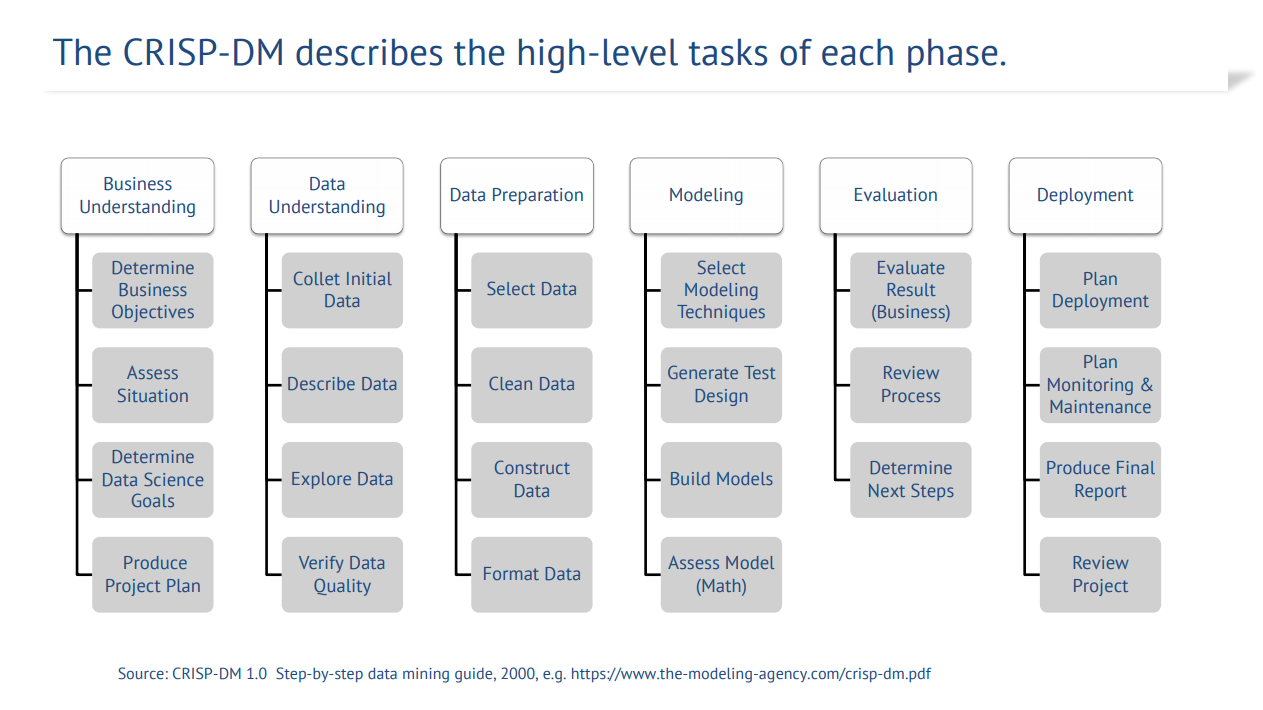 The CRISP-DM describes the high-level tasks of each phase.
Business
Understanding
Determine
Business
Objectives
Assess
Situation
Determine
Data Science
Goals
Produce
Project Plan
Data
Understanding
Collet Initial
Data
Describe Data
Explore Data
Verify Data
Quality
Data Preparation
Select Data
Clean Data
Construct
Data
Format Data
Modeling
Select
Modeling
Techniques
Generate Test
Design
Build Models
Assess Model
(Math)
Evaluation
Evaluate
Result
(Business)
Review
Process
Determine
Next Steps
Deployment
Plan
Deployment
Plan
Monitoring &
Maintenance
Produce Final
Report
Review
Project
Source: CRISP-DM 1.0  Step-by-step data mining guide, 2000, e.g. https://www.the-modeling-agency.com/crisp-dm.pdf